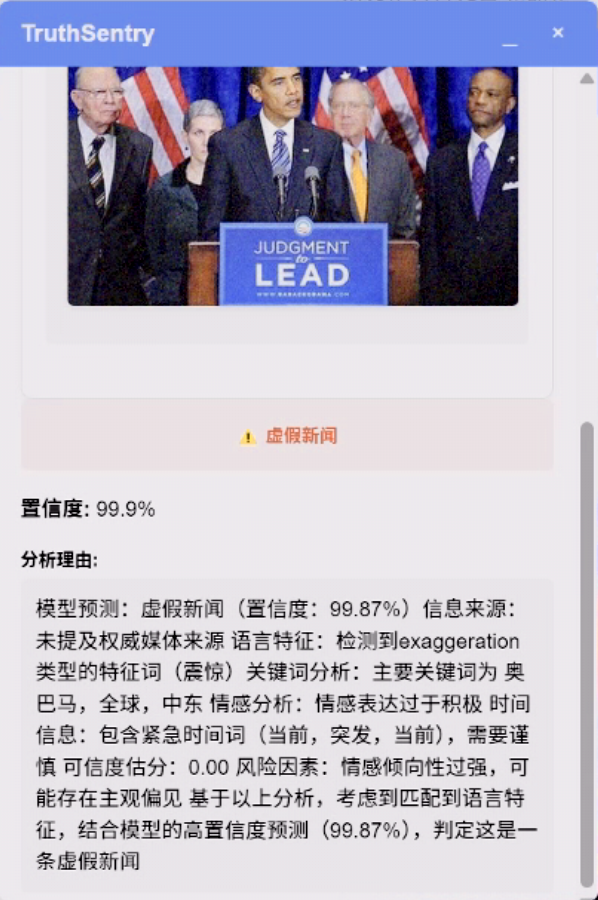 TruthSentry
JUDGMENT
to
LEAD
WWW.BARACKOBAMA.COM
⚠ 虚假新闻
置信度: 99.9%
分析理由:
模型预测：虚假新闻（置信度：99.87%）信息来源：
未提及权威媒体来源 语言特征：检测到exaggeration
类型的特征词（震惊）关键词分析：主要关键词为 奥
巴马，全球，中东 情感分析：情感表达过于积极 时间
信息：包含紧急时间词（当前，突发，当前），需要谨
慎 可信度估分：0.00 风险因素：情感倾向性过强，可
能存在主观偏见 基于以上分析，考虑到匹配到语言特
征，结合模型的高置信度预测（99.87%），判定这是一
条虚假新闻